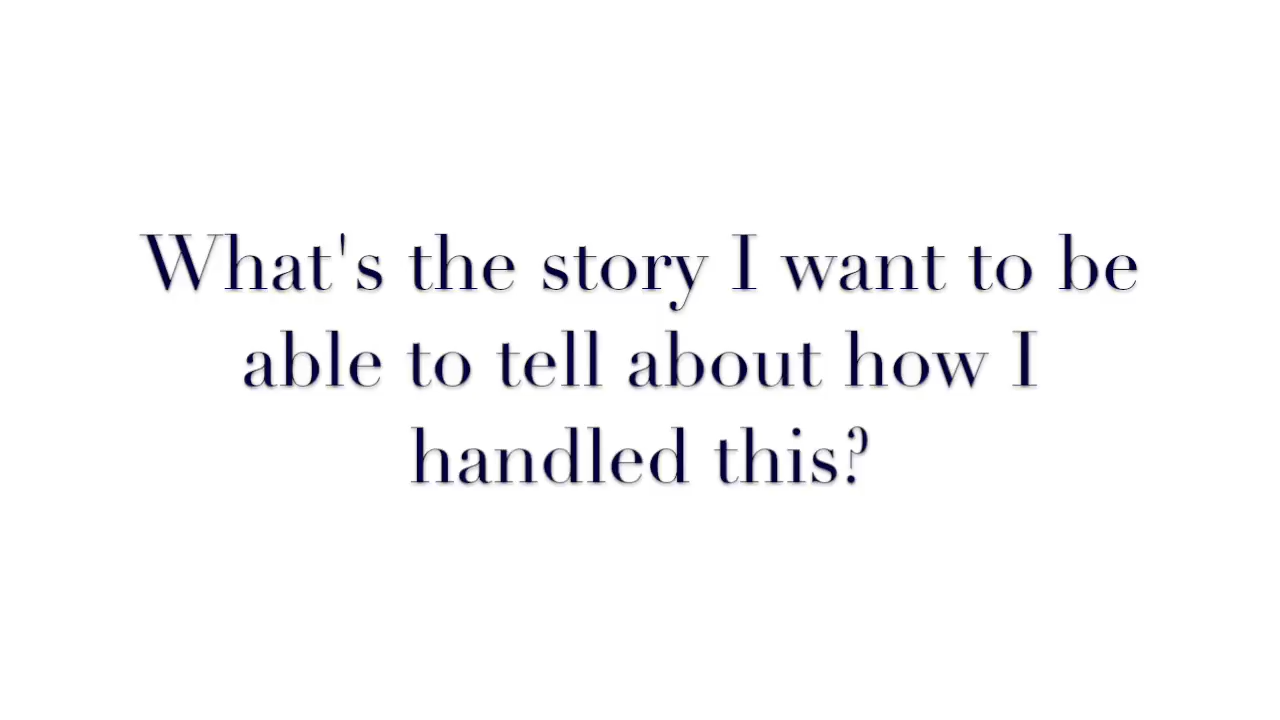 What's the story I want to be
able to tell about how I
handled this?